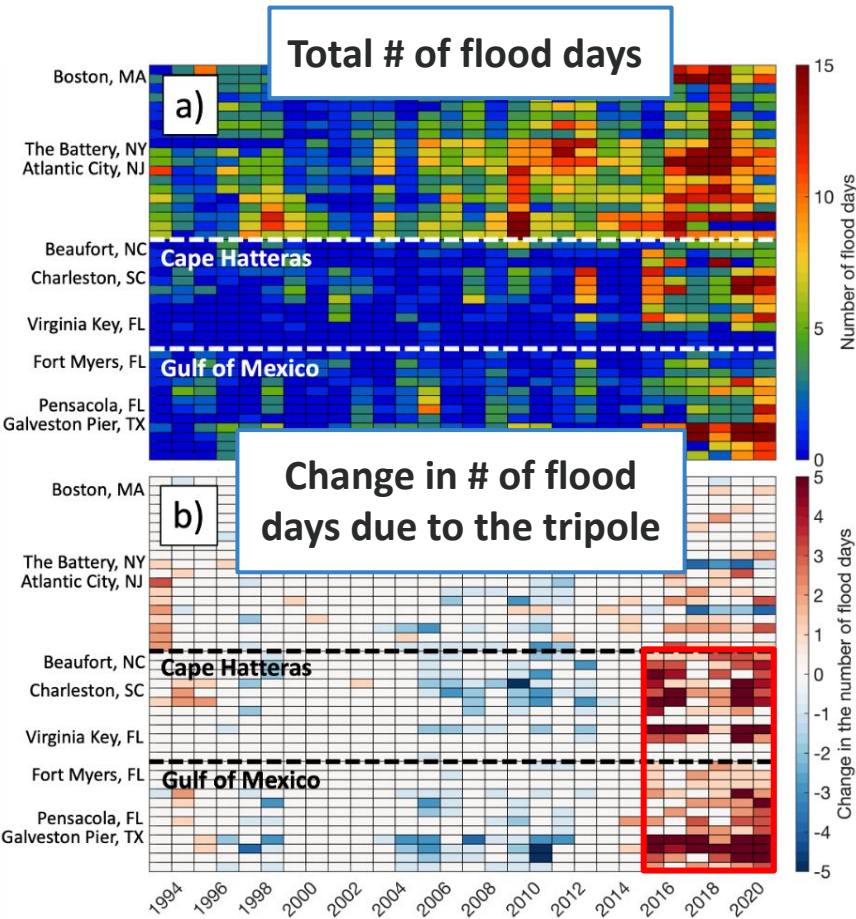 Total # of flood days
a)
Boston, MA
The Battery, NY
Atlantic City, NJ
Beaufort, NC
Cape Hatteras
Charleston, SC
Virginia Key, FL
Fort Myers, FL
Gulf of Mexico
Pensacola, FL
Galveston Pier, TX
15
10
5
0
Number of flood days
Change in # of flood
days due to the tripole
b)
Boston, MA
The Battery, NY
Atlantic City, NJ
Beaufort, NC
Cape Hatteras
Charleston, SC
Virginia Key, FL
Fort Myers, FL
Gulf of Mexico
Pensacola, FL
Galveston Pier, TX
5
4
3
2
1
0
-1
-2
-3
-4
-5
Change in the number of flood days
1994 1996 1998 2000 2002 2004 2006 2008 2010 2012 2014 2016 2018 2020